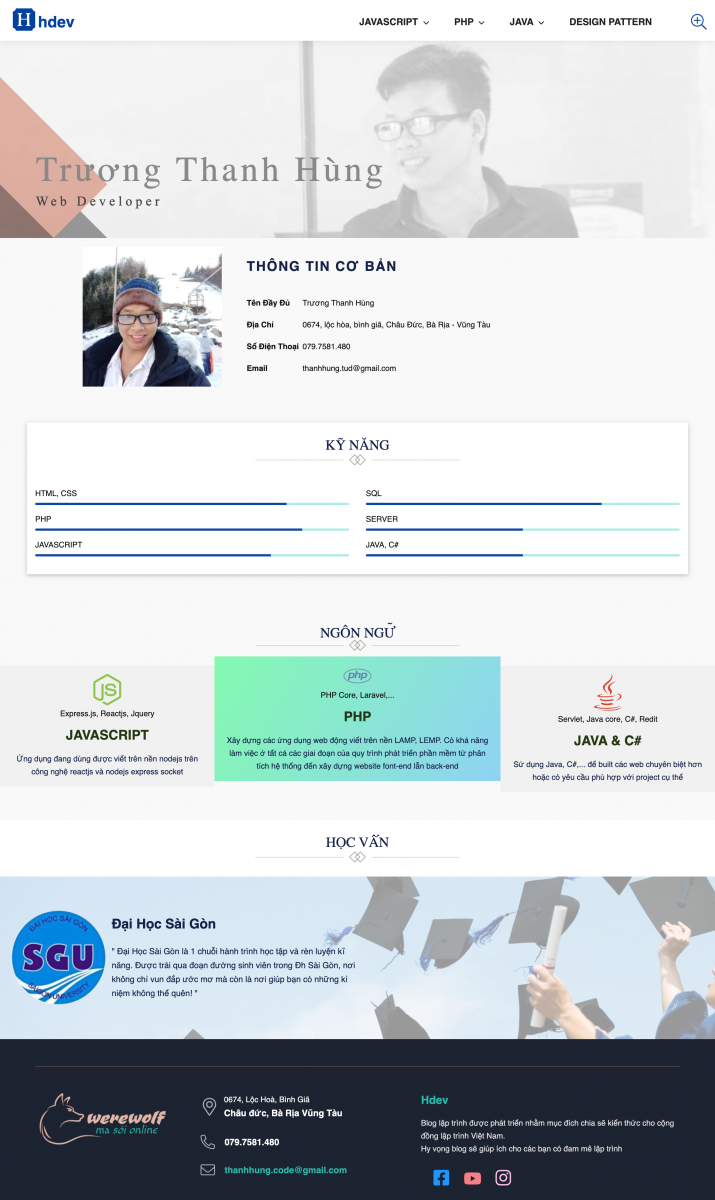 H hdev
JAVASCRIPT
PHP
JAVA
DESIGN PATTERN
Trương Thanh Hùng
Web Developer
THÔNG TIN CƠ BẢN
Tên Đầy Đủ Trương Thanh Hùng
Địa Chỉ 0674, lộc hòa, bình giã, Châu Đức, Bà Rịa - Vũng Tàu
Số Điện Thoại 079.7581.480
Email thanhhung.tud@gmail.com
KỸ NĂNG
HTML, CSS
SQL
PHP
SERVER
JAVASCRIPT
JAVA, C#
NGÔN NGỮ
JS
Express.js, Reactjs, Jquery
JAVASCRIPT
Ứng dụng đang dùng được viết trên nền nodejs trên
công nghệ reactjs và nodejs express socket
php
PHP Core, Laravel,...
PHP
Xây dựng các ứng dụng web động viết trên nền LAMP, LEMP. Có khả năng
làm việc ở tất cả các giai đoạn của quy trình phát triển phần mềm từ phân
tích hệ thống đến xây dựng website font-end lẫn back-end
Servlet, Java core, C#, Redit
JAVA & C#
Sử dụng Java, C#,... để built các web chuyên biệt hơn
hoặc có yêu cầu phù hợp với project cụ thể
HỌC VẤN
ĐẠI HỌC SÀI GÒN
SGU
SAIGON UNIVERSITY
Đại Học Sài Gòn
" Đại Học Sài Gòn là 1 chuỗi hành trình học tập và rèn luyện kĩ
năng. Được trải qua đoạn đường sinh viên trong Đh Sài Gòn, nơi
không chỉ vun đắp ước mơ mà còn là nơi giúp bạn có những kỉ
niệm không thể quên! "
werewolf
ma sói online
0674, Lộc Hoà, Bình Giã
Châu đức, Bà Rịa Vũng Tàu
079.7581.480
thanhhung.code@gmail.com
Hdev
Blog lập trình được phát triển nhằm mục đích chia sẽ kiến thức cho cộng
đồng lập trình Việt Nam.
Hy vọng blog sẽ giúp ích cho các bạn có đam mê lập trình